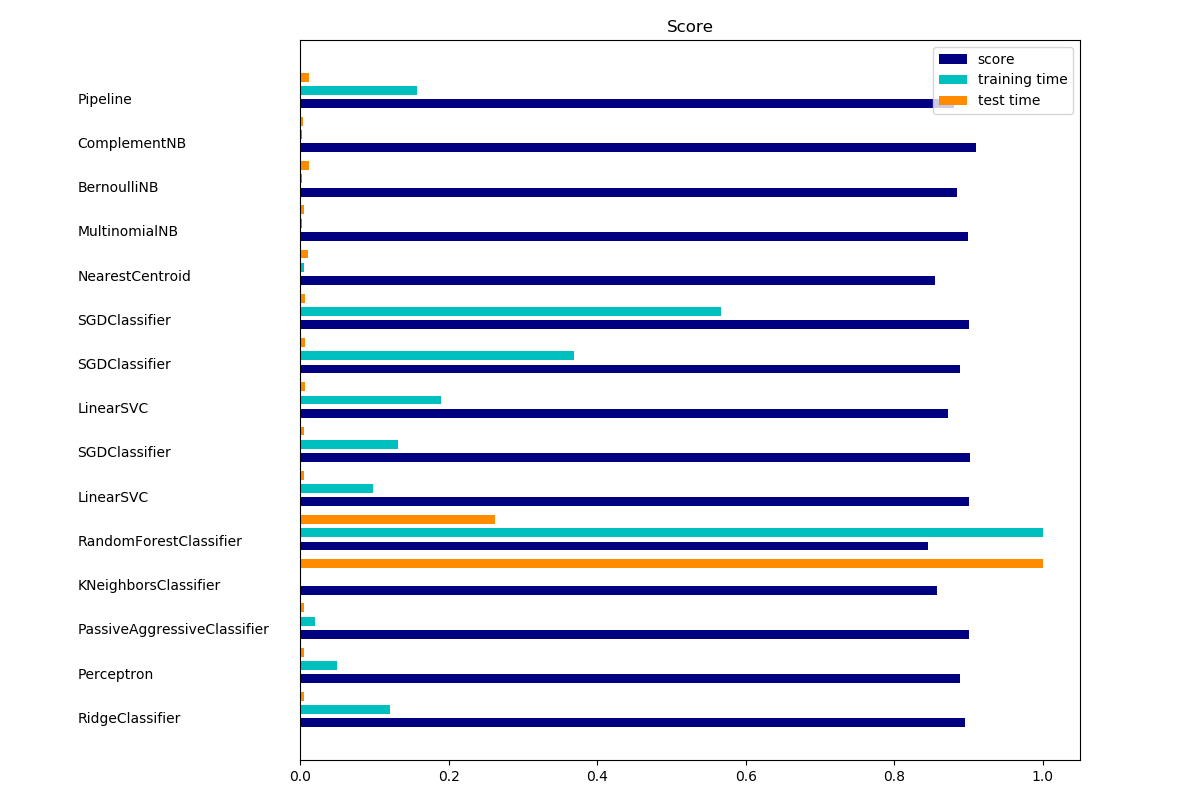 Score
score
training time
test time
Pipeline
ComplementNB
BernoulliNB
MultinomialNB
NearestCentroid
SGDClassifier
SGDClassifier
LinearSVC
SGDClassifier
LinearSVC
RandomForestClassifier
KNeighborsClassifier
PassiveAggressiveClassifier
Perceptron
RidgeClassifier
0.0 0.2 0.4 0.6 0.8 1.0